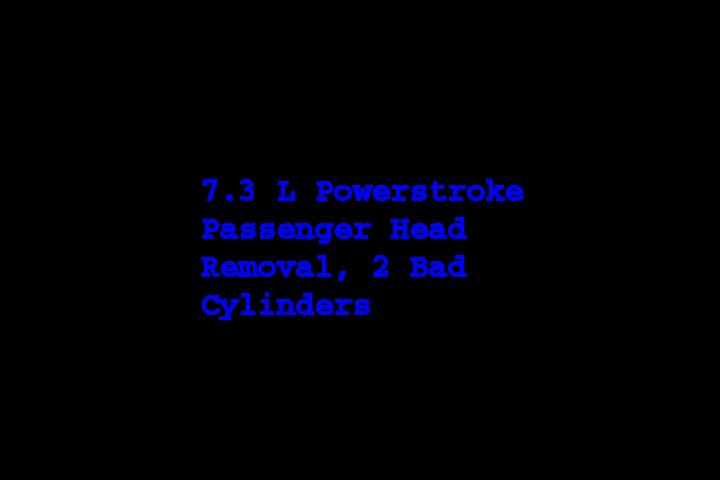 7.3 L Powerstroke
Passenger Head
Removal, 2 Bad
Cylinders